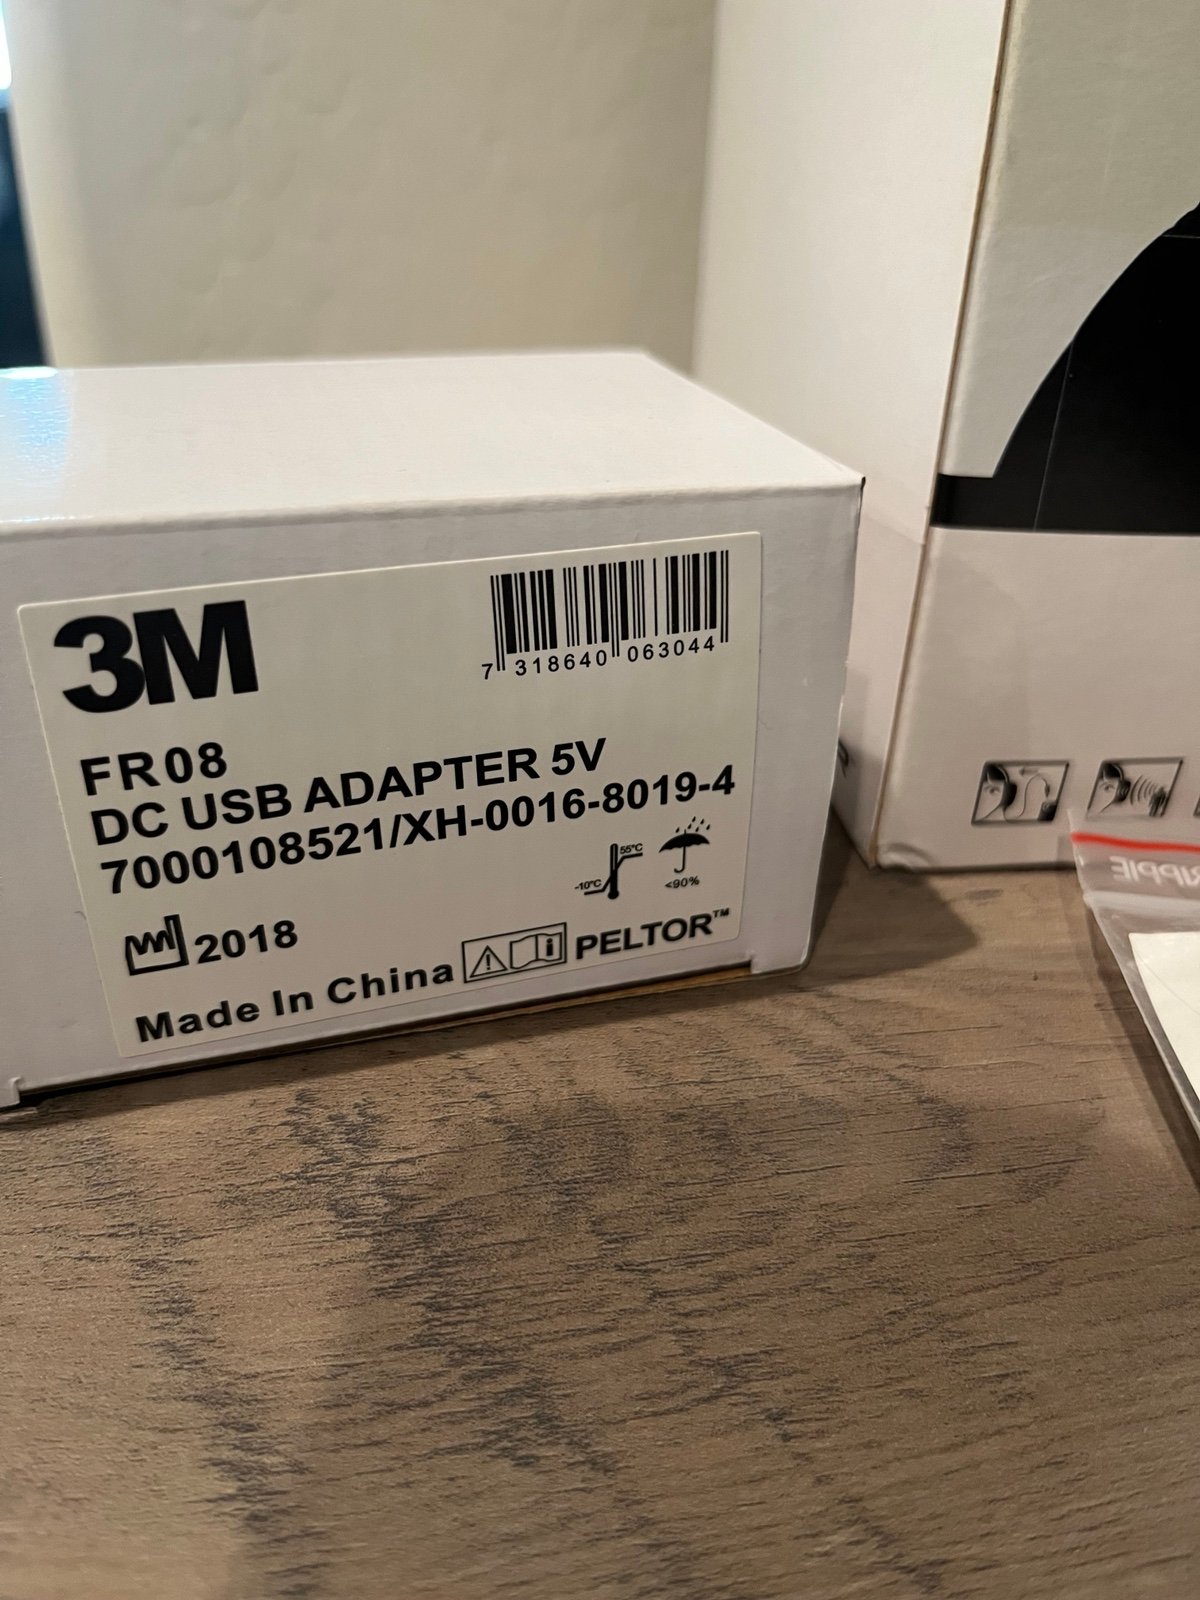 3M
7 318640 063044
FR08
DC USB ADAPTER 5V
7000108521/XH-0016-8019-4
-10°C
55°C
<90%
2018
Made In China
PELTOR™